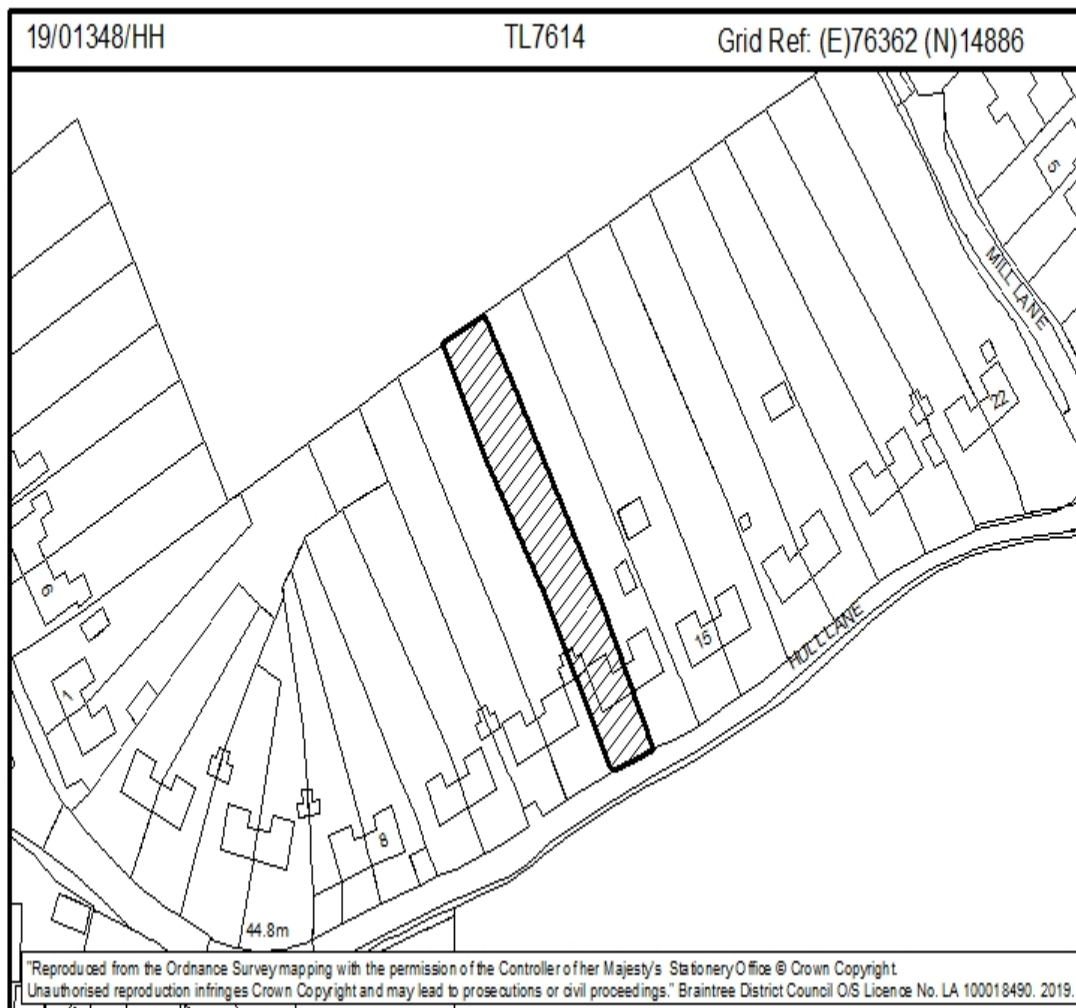 19/01348/HH TL7614 Grid Ref: (E)76362 (N)14886
5
MILL LANE
22
15
HULL LANE
9
1
8
44.8m
"Reproduced from the Ordnance Survey mapping with the permission of the Controller of her Majesty's Stationery Office © Crown Copyright.
Unauthorised reproduction infringes Crown Copyright and may lead to prosecutions or civil proceedings." Braintree District Council O/S Licence No. LA 100018490. 2019.